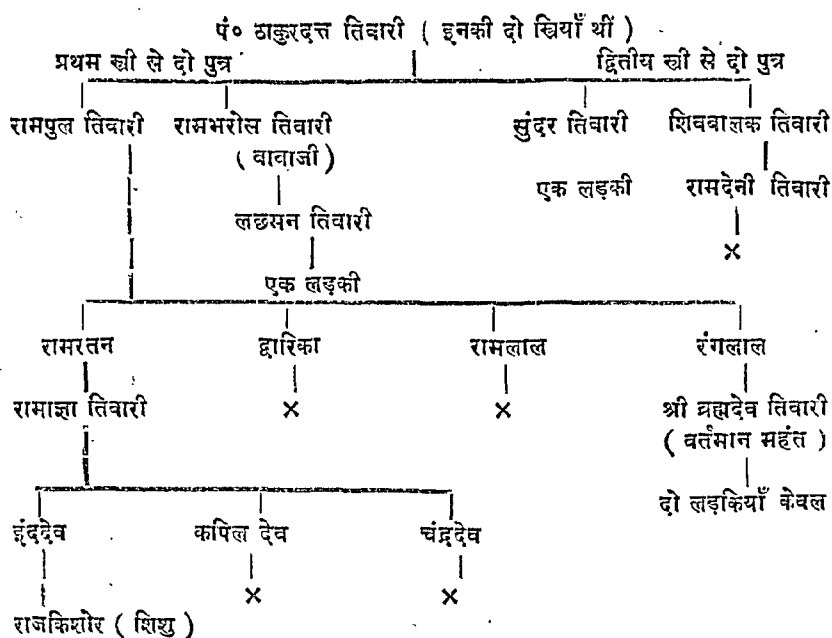 पं० ठाकुरदत्त तिवारी ( इनकी दो स्त्रियाँ थीं )
प्रथम स्त्री से दो पुत्र द्वितीय स्त्री से दो पुत्र
रामपुल तिवारी रामभरोस तिवारी सुंदर तिवारी शिवबालक तिवारी
( बाबाजी )
एक लड़की रामदेनी तिवारी
लछमन तिवारी
×
एक लड़की
रामरतन द्वारिका रामलाल रंगलाल
रामाज्ञा तिवारी × × श्री ब्रह्मदेव तिवारी
( वर्तमान महंत )
दो लड़कियाँ केवल
इंद्रदेव कपिल देव चंद्रदेव
× ×
राजकिशोर ( शिशु )